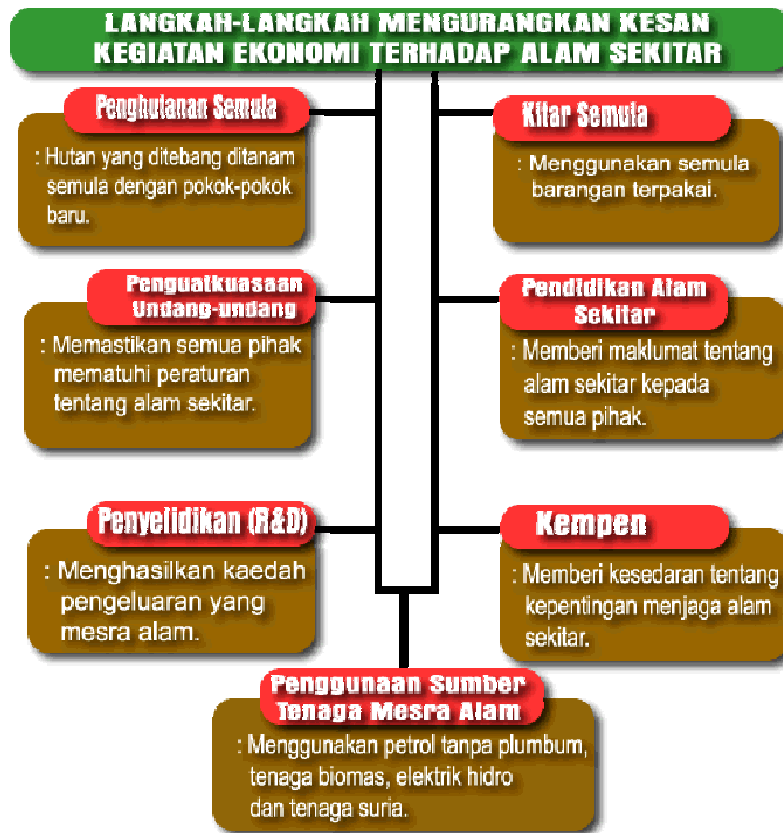 LANGKAH-LANGKAH MENGURANGKAN KESAN
KEGIATAN EKONOMI TERHADAP ALAM SEKITAR
Penghutanan Semula
: Hutan yang ditebang ditanam
semula dengan pokok-pokok
baru.
Kitar Semula
: Menggunakan semula
barangan terpakai.
Penguatkuasaan
Undang-undang
: Memastikan semua pihak
mematuhi peraturan
tentang alam sekitar.
Pendidikan Alam
Sekitar
: Memberi maklumat tentang
alam sekitar kepada
semua pihak.
Penyelidikan (R&D)
: Menghasilkan kaedah
pengeluaran yang
mesra alam.
Kempen
: Memberi kesedaran tentang
kepentingan menjaga alam
sekitar.
Penggunaan Sumber
Tenaga Mesra Alam
: Menggunakan petrol tanpa plumbum,
tenaga biomas, elektrik hidro
dan tenaga suria.